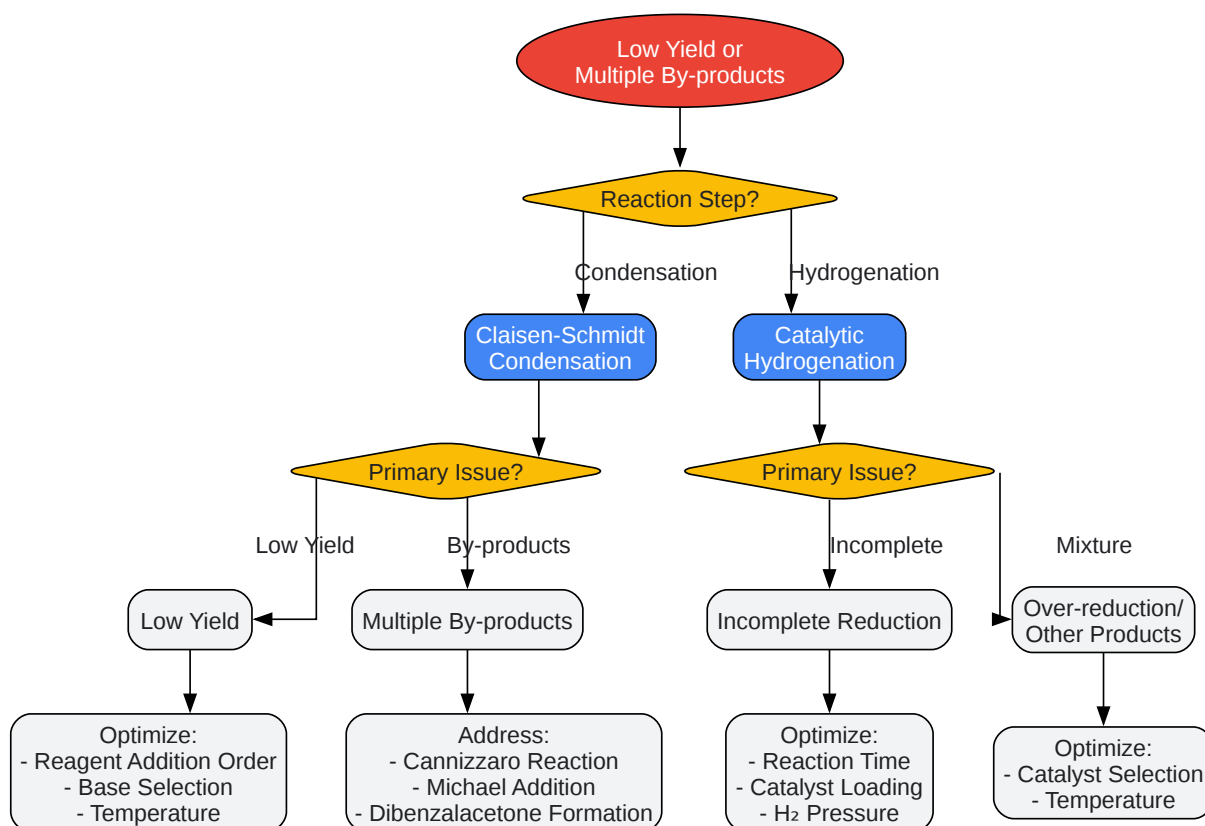 Low Yield or
Multiple By-products
Reaction Step?
Condensation
Hydrogenation
Claisen-Schmidt
Condensation
Catalytic
Hydrogenation
Primary Issue?
Primary Issue?
Low Yield
By-products
Incomplete
Mixture
Low Yield
Multiple By-products
Incomplete Reduction
Over-reduction/
Other Products
Optimize:
- Reagent Addition Order
- Base Selection
- Temperature
Address:
- Cannizzaro Reaction
- Michael Addition
- Dibenzalacetone Formation
Optimize:
- Reaction Time
- Catalyst Loading
- H₂ Pressure
Optimize:
- Catalyst Selection
- Temperature